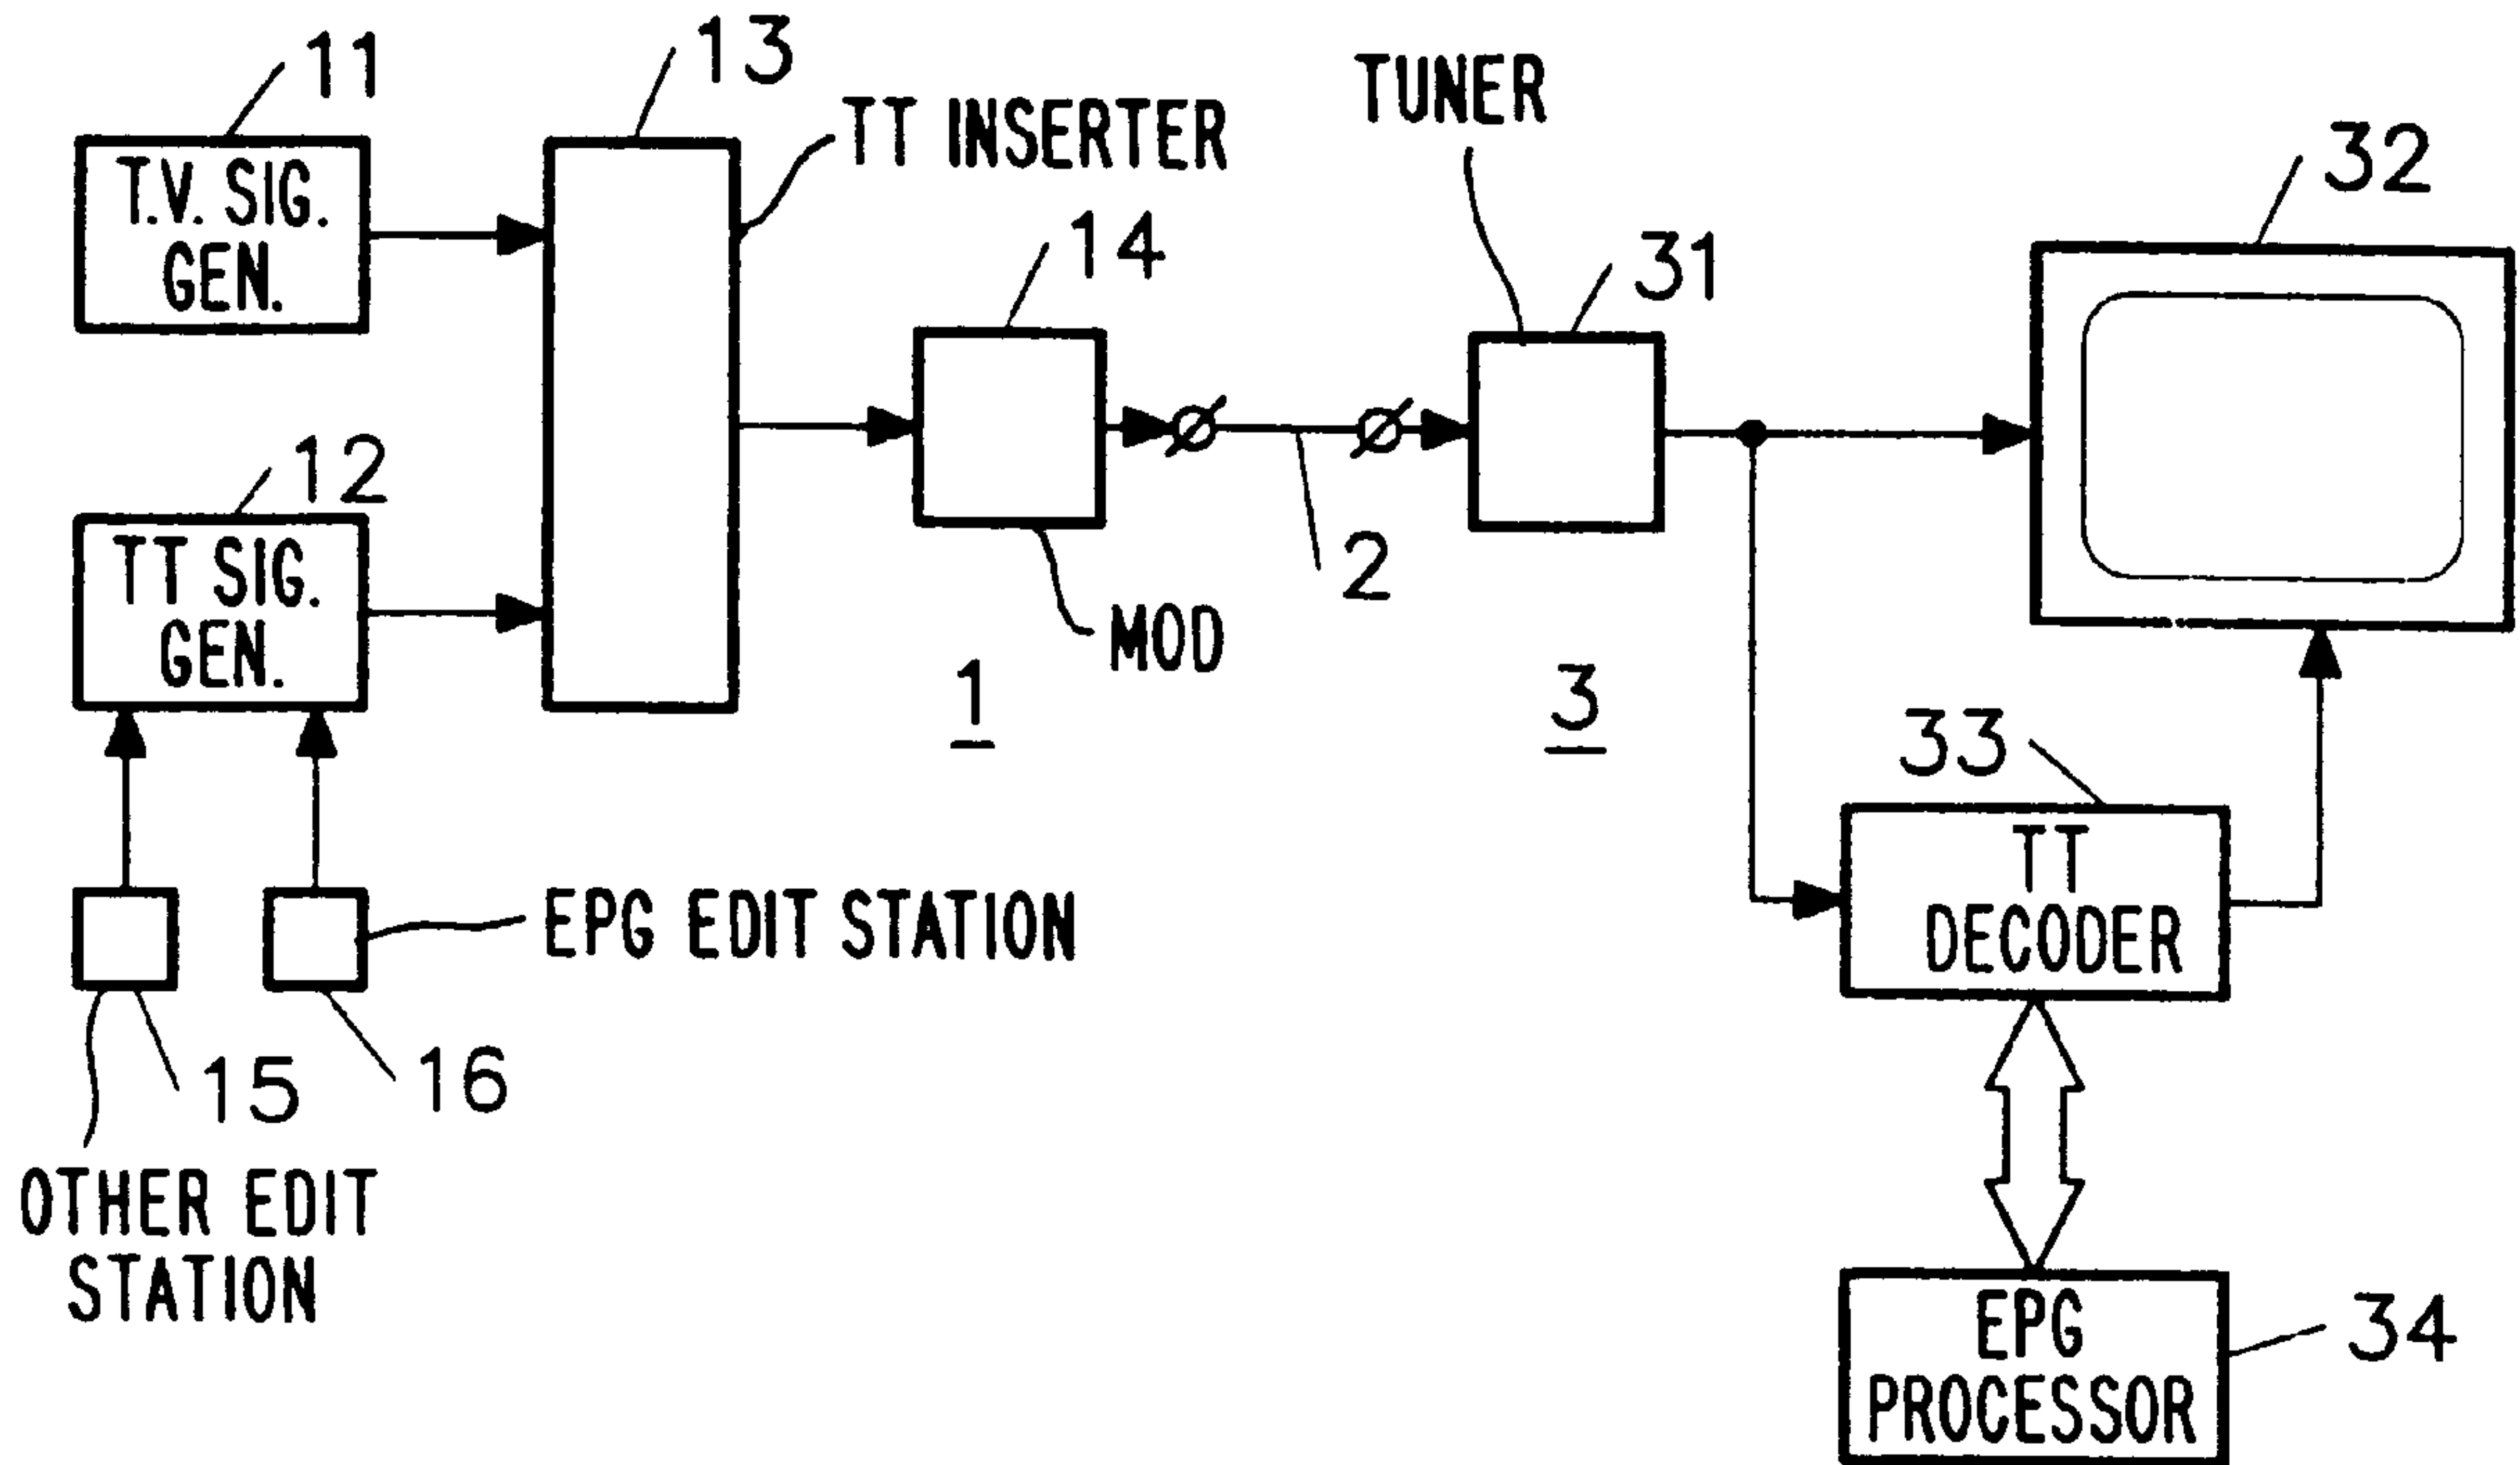 11
13
TT INSERTER
TUNER
32
T.V. SIG.
GEN.
14
31
12
TT SIG.
GEN.
2
MOD
1
3
33
TT
DECODER
EPG EDIT STATION
15
16
OTHER EDIT
STATION
EPG
PROCESSOR
34